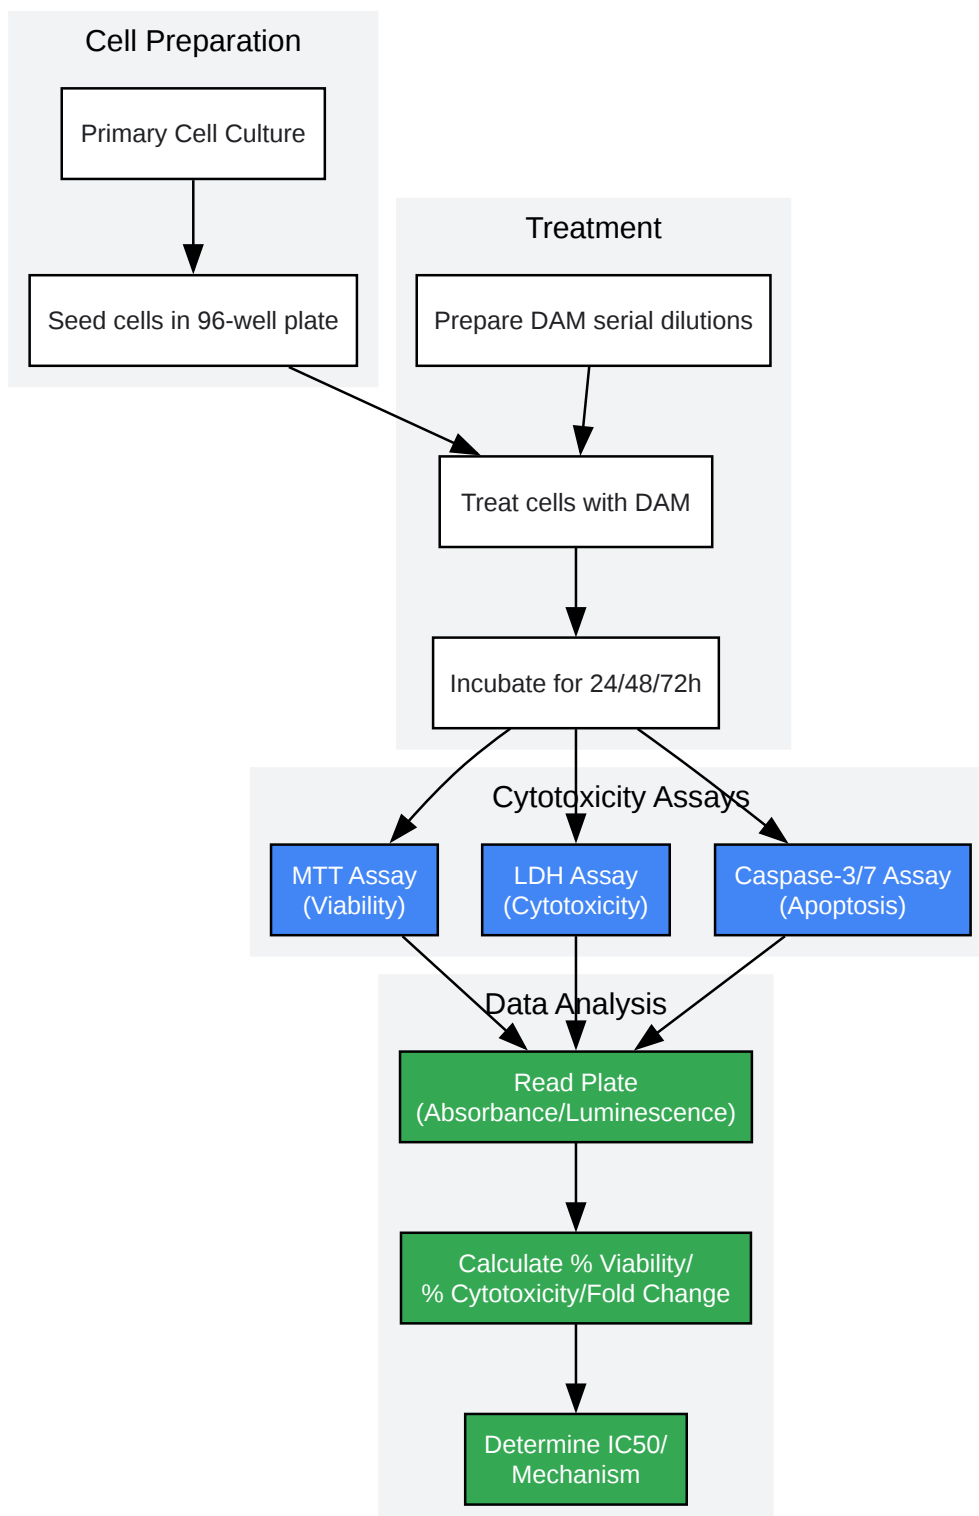 Cell Preparation
Primary Cell Culture
Seed cells in 96-well plate
Treatment
Prepare DAM serial dilutions
Treat cells with DAM
Incubate for 24/48/72h
Cytotoxicity Assays
MTT Assay
(Viability)
LDH Assay
(Cytotoxicity)
Caspase-3/7 Assay
(Apoptosis)
Data Analysis
Read Plate
(Absorbance/Luminescence)
Calculate % Viability/
% Cytotoxicity/Fold Change
Determine IC50/
Mechanism